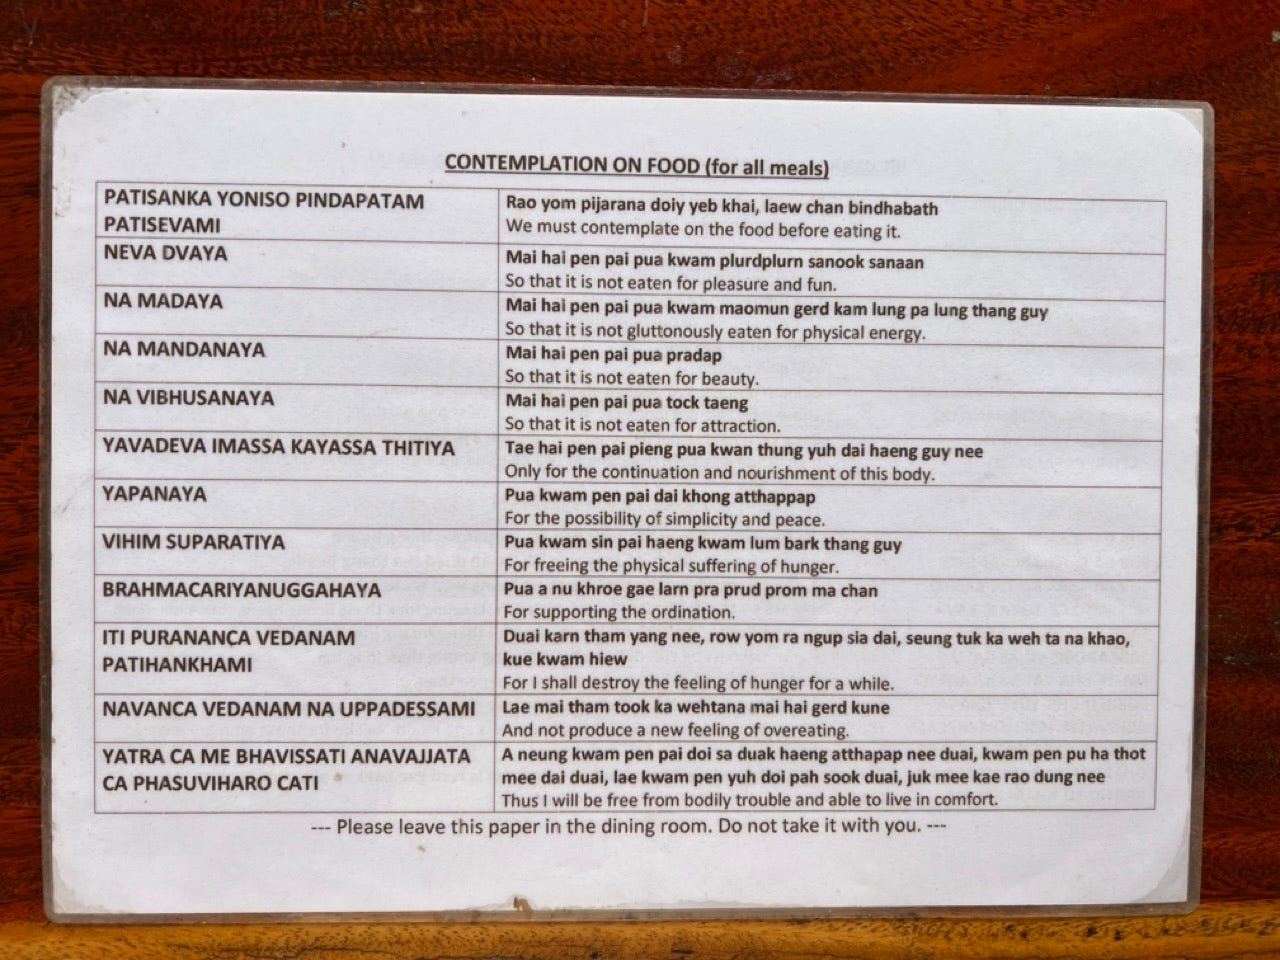 CONTEMPLATION ON FOOD (for all meals)
PATISANKA YONISO PINDAPATAM
PATISEVAMI
Rao yom pijarana doiy yeb khai, laew chan bindhabath
We must contemplate on the food before eating it.
NEVA DVAYA
Mai hai pen pai pua kwam plurdplurn sanook sanaan
So that it is not eaten for pleasure and fun.
NA MADAYA
Mai hai pen pai pua kwam maomun gerd kam lung pa lung thang guy
So that it is not gluttonously eaten for physical energy.
NA MANDANAYA
Mai hai pen pai pua pradap
So that it is not eaten for beauty.
NA VIBHUSANAYA
Mai hai pen pai pua tock taeng
So that it is not eaten for attraction.
YAVADEVA IMASSA KAYASSA THITIYA
Tae hai pen pai pieng pua kwan thung yuh dai haeng guy nee
Only for the continuation and nourishment of this body.
YAPANAYA
Pua kwam pen pai dai khong atthappap
For the possibility of simplicity and peace.
VIHIM SUPARATIYA
Pua kwam sin pai haeng kwam lum bark thang guy
For freeing the physical suffering of hunger.
BRAHMACARIYANUGGAHAYA
Pua a nu khroe gae larn pra prud prom ma chan
For supporting the ordination.
ITI PURANANCA VEDANAM
PATIHANKHAMI
Duai karn tham yang nee, row yom ra ngup sia dai, seung tuk ka weh ta na khao,
kue kwam hiew
For I shall destroy the feeling of hunger for a while.
NAVANCA VEDANAM NA UPPADESSAMI
Lae mai tham took ka wehtana mai hai gerd kune
And not produce a new feeling of overeating.
YATRA CA ME BHAVISSATI ANAVAJJATA
CA PHASUVIHARO CATI
A neung kwam pen pai doi sa duak haeng atthapap nee duai, kwam pen pu ha thot
mee dai duai, lae kwam pen yuh doi pah sook duai, juk mee kae rao dung nee
Thus I will be free from bodily trouble and able to live in comfort.
--- Please leave this paper in the dining room. Do not take it with you. ---